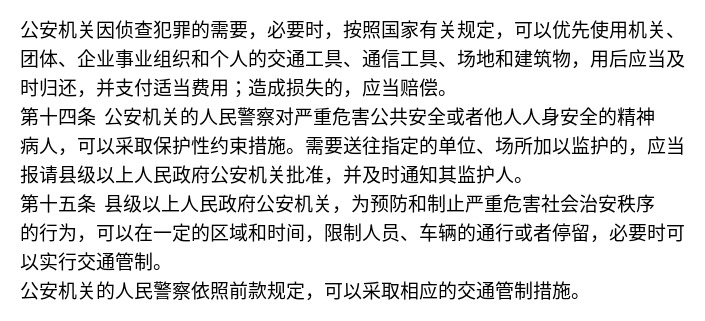 公安机关因侦查犯罪的需要，必要时，按照国家有关规定，可以优先使用机关、
团体、企业事业组织和个人的交通工具、通信工具、场地和建筑物，用后应当及
时归还，并支付适当费用；造成损失的，应当赔偿。
第十四条 公安机关的人民警察对严重危害公共安全或者他人人身安全的精神
病人，可以采取保护性约束措施。需要送往指定的单位、场所加以监护的，应当
报请县级以上人民政府公安机关批准，并及时通知其监护人。
第十五条 县级以上人民政府公安机关，为预防和制止严重危害社会治安秩序
的行为，可以在一定的区域和时间，限制人员、车辆的通行或者停留，必要时可
以实行交通管制。
公安机关的人民警察依照前款规定，可以采取相应的交通管制措施。